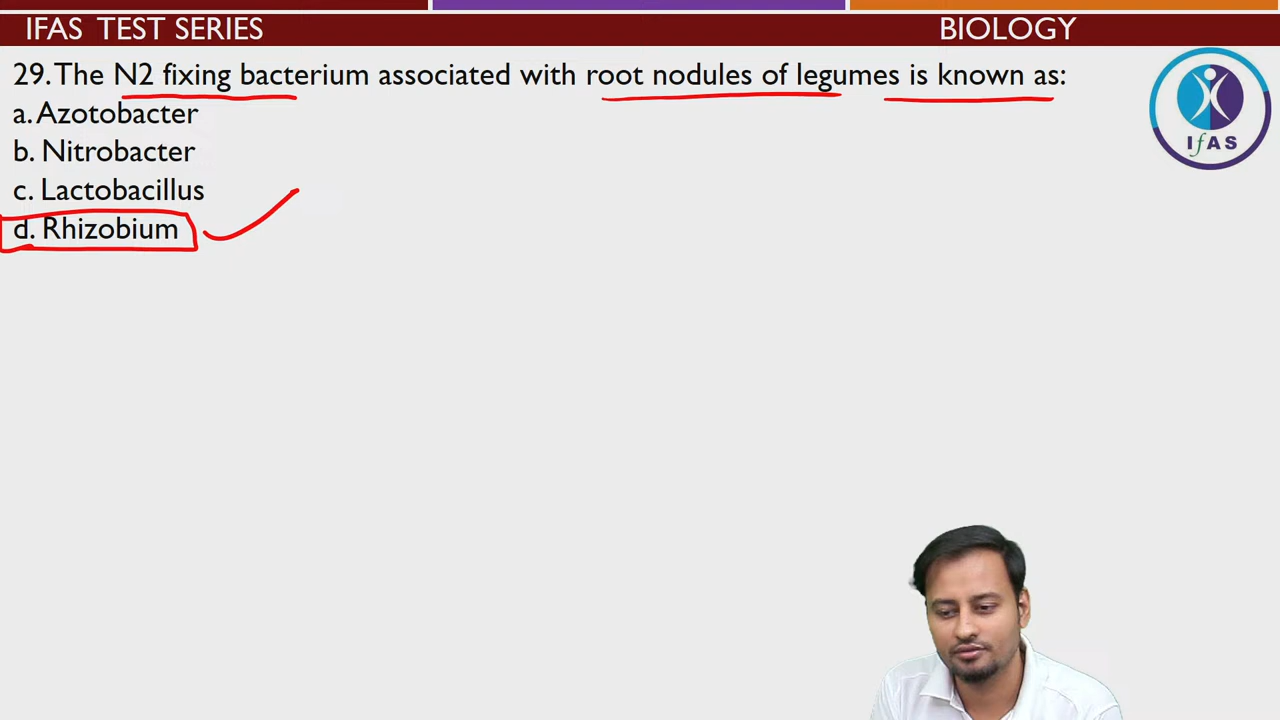 IFAS TEST SERIES
BIOLOGY
29. The N2 fixing bacterium associated with root nodules of legumes is known as:
a. Azotobacter
b. Nitrobacter
c. Lactobacillus
d. Rhizobium
IfAS